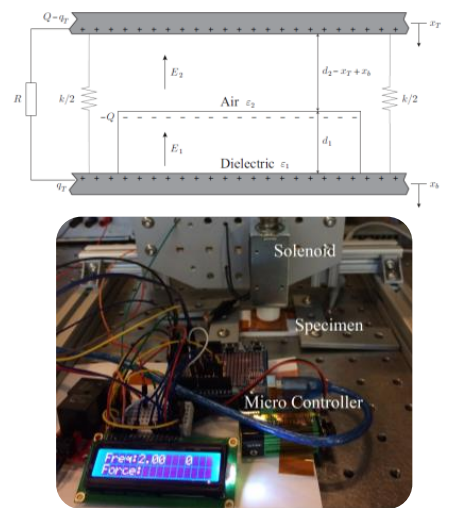 Q−q_T
x_T
R
k/2
E_2
d_2−x_T+x_b
k/2
Air ε_2
−Q
E_1
d_1
Dielectric ε_1
q_T
x_b
Solenoid
Specimen
Micro Controller
Freq:2.00 0
Force: